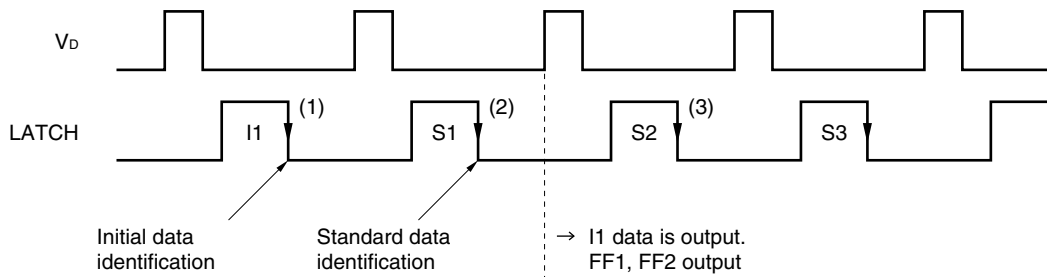 VD
LATCH
I1
(1)
S1
(2)
S2
(3)
S3
Initial data
identification
Standard data
identification
→ I1 data is output.
FF1, FF2 output